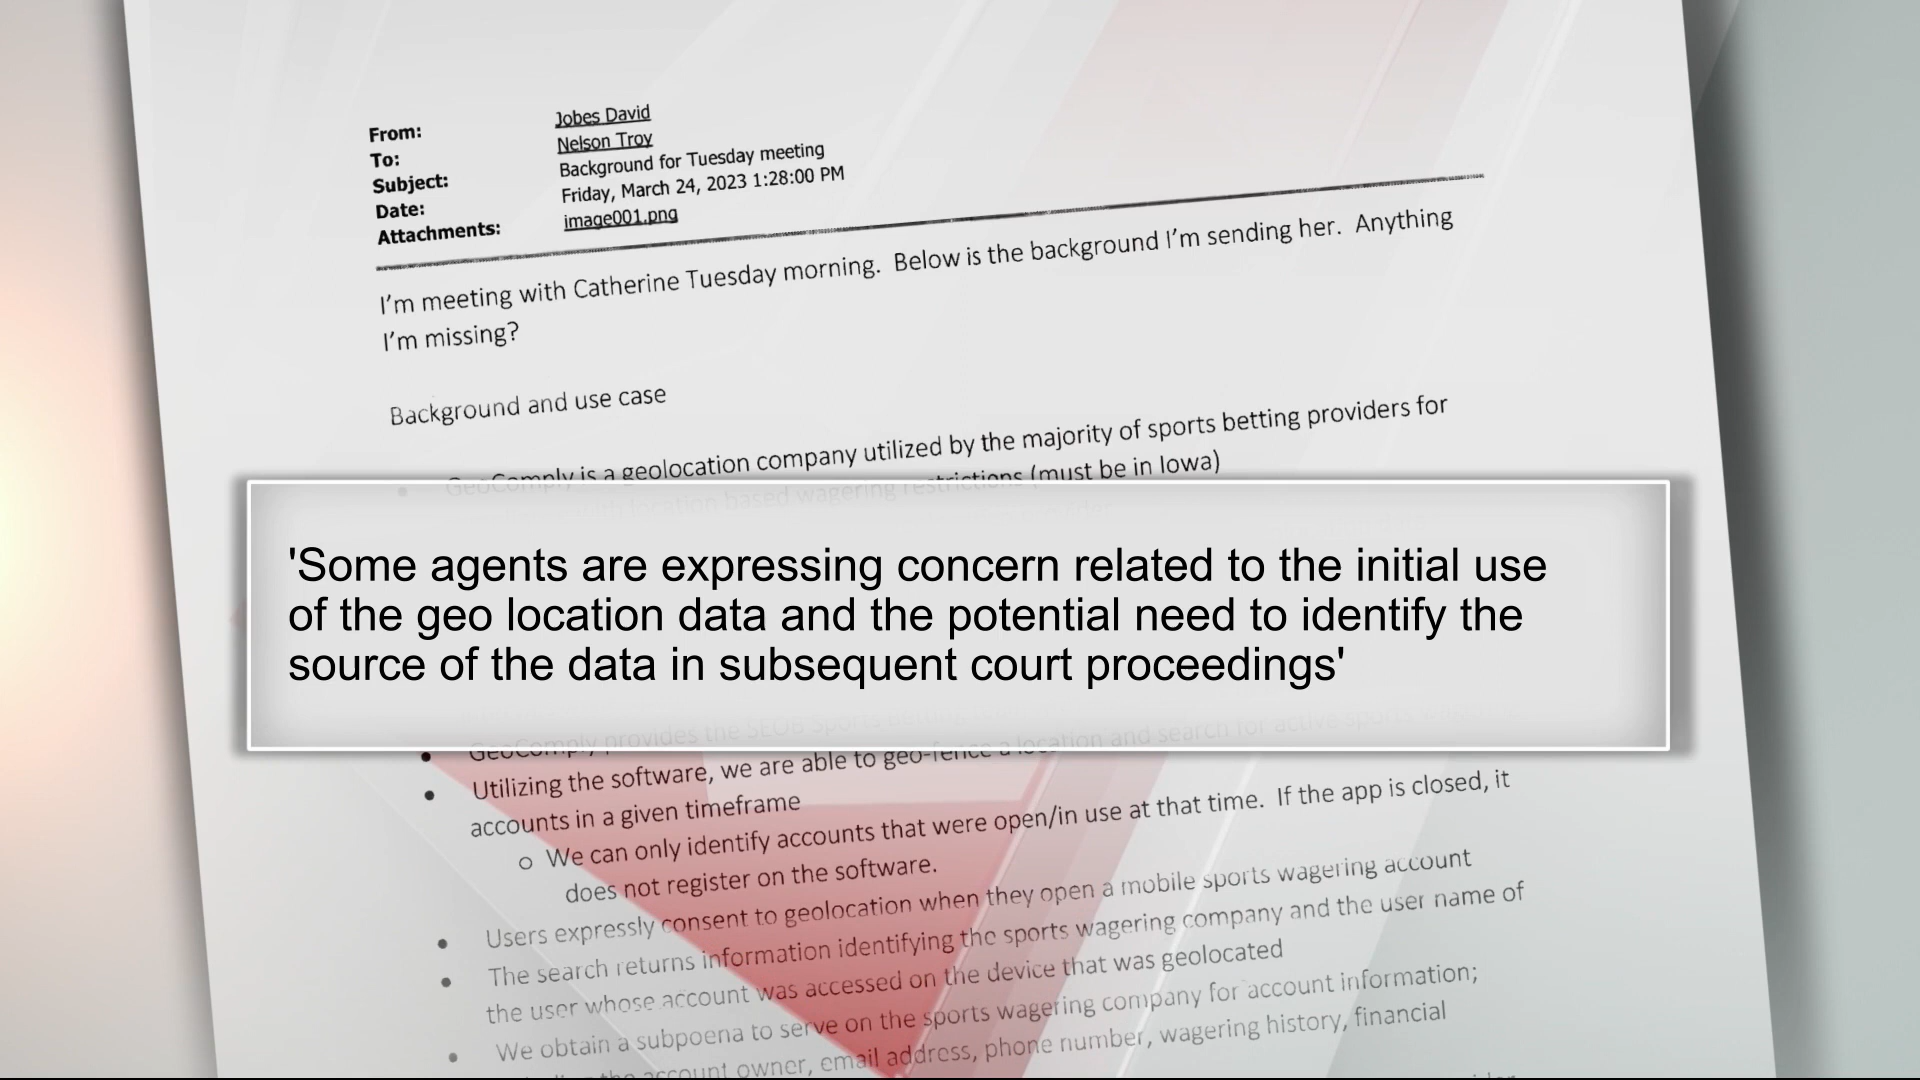 From: Jobes David
To: Nelson Troy
Subject: Background for Tuesday meeting
Date: Friday, March 24, 2023 1:28:00 PM
Attachments: image001.png
I'm meeting with Catherine Tuesday morning.  Below is the background I'm sending her.  Anything
I'm missing?
Background and use case
• GeoComply is a geolocation company utilized by the majority of sports betting providers for
with location based wagering restrictions (must be in Iowa)
'Some agents are expressing concern related to the initial use
of the geo location data and the potential need to identify the
source of the data in subsequent court proceedings'
• GeoComply provides the SEOB Sports
• Utilizing the software, we are able to geo-fence a location and search for active sports
accounts in a given timeframe
o We can only identify accounts that were open/in use at that time.  If the app is closed, it
does not register on the software.
• Users expressly consent to geolocation when they open a mobile sports wagering account
• The search returns information identifying the sports wagering company and the user name of
the user whose account was accessed on the device that was geolocated
• We obtain a subpoena to serve on the sports wagering company for account information;
account owner, email address, phone number, wagering history, financial